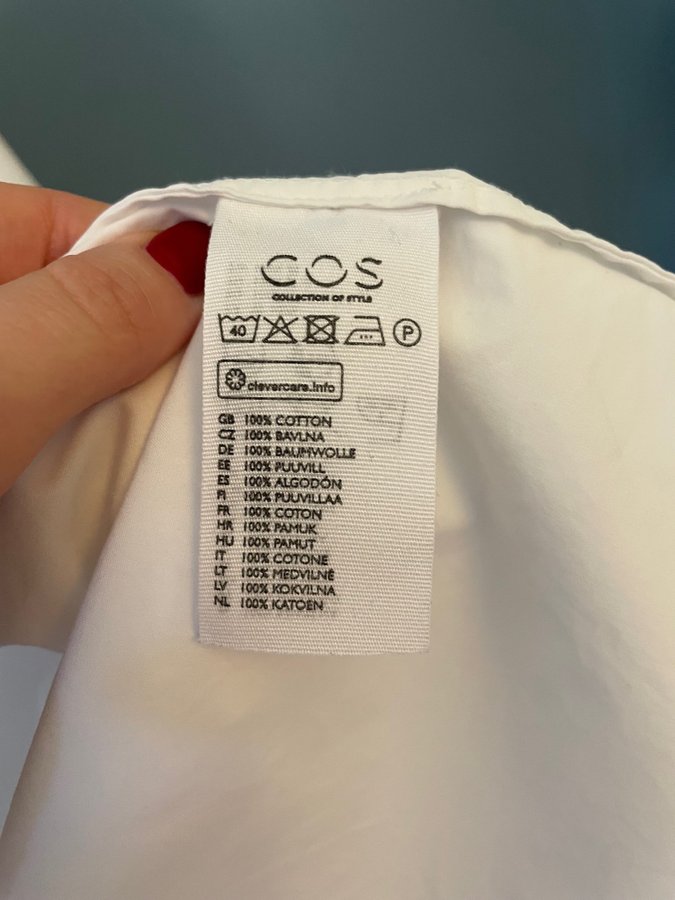 COS
COLLECTION OF STYLE
40 P
clevercare.info
GB 100% COTTON
CZ 100% BAVLNA
DE 100% BAUMWOLLE
EE 100% PUUVILL
ES 100% ALGODÓN
FI 100% PUUVILLAA
FR 100% COTON
HR 100% PAMUK
HU 100% PAMUT
IT 100% COTONE
LT 100% MEDVILNĖ
LV 100% KOKVILNA
NL 100% KATOEN